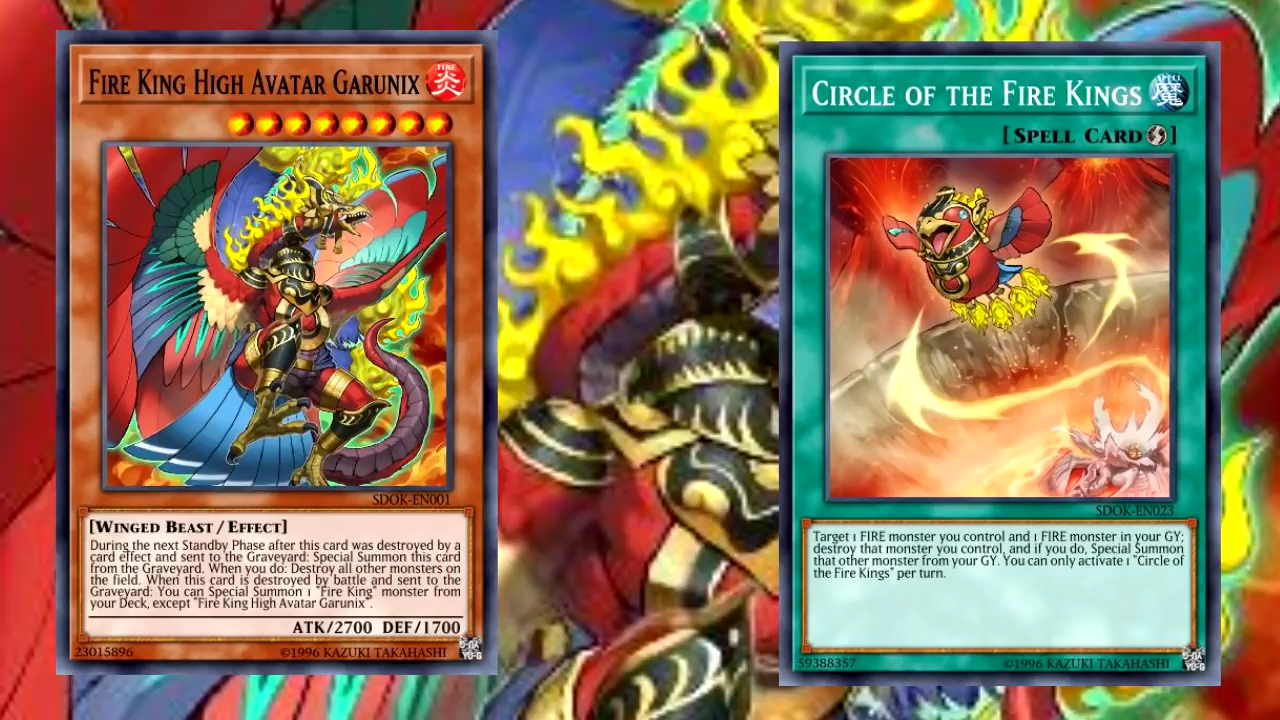 FIRE KING HIGH AVATAR GARUNIX
FIRE
炎
SDOK-EN001
[WINGED BEAST / EFFECT]
During the next Standby Phase after this card was destroyed by a
card effect and sent to the Graveyard: Special Summon this card
from the Graveyard. When you do: Destroy all other monsters on
the field. When this card is destroyed by battle and sent to the
Graveyard: You can Special Summon 1 "Fire King" monster from
your Deck, except "Fire King High Avatar Garunix".
ATK/2700 DEF/1700
23015896
©1996 KAZUKI TAKAHASHI
CIRCLE OF THE FIRE KINGS
SPELL
魔
[SPELL CARD]
SDOK-EN023
Target 1 FIRE monster you control and 1 FIRE monster in your GY;
destroy that monster you control, and if you do, Special Summon
that other monster from your GY. You can only activate 1 "Circle of
the Fire Kings" per turn.
59388357
©1996 KAZUKI TAKAHASHI